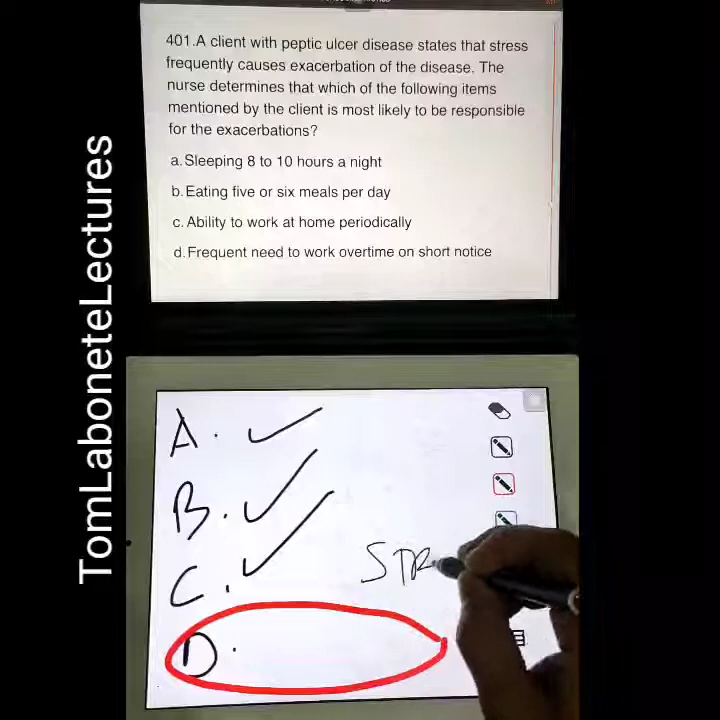 401.A client with peptic ulcer disease states that stress
frequently causes exacerbation of the disease. The
nurse determines that which of the following items
mentioned by the client is most likely to be responsible
for the exacerbations?
a. Sleeping 8 to 10 hours a night
b. Eating five or six meals per day
c. Ability to work at home periodically
d. Frequent need to work overtime on short notice
TomLaboneteLectures
A.
B.
C.
D.
STR